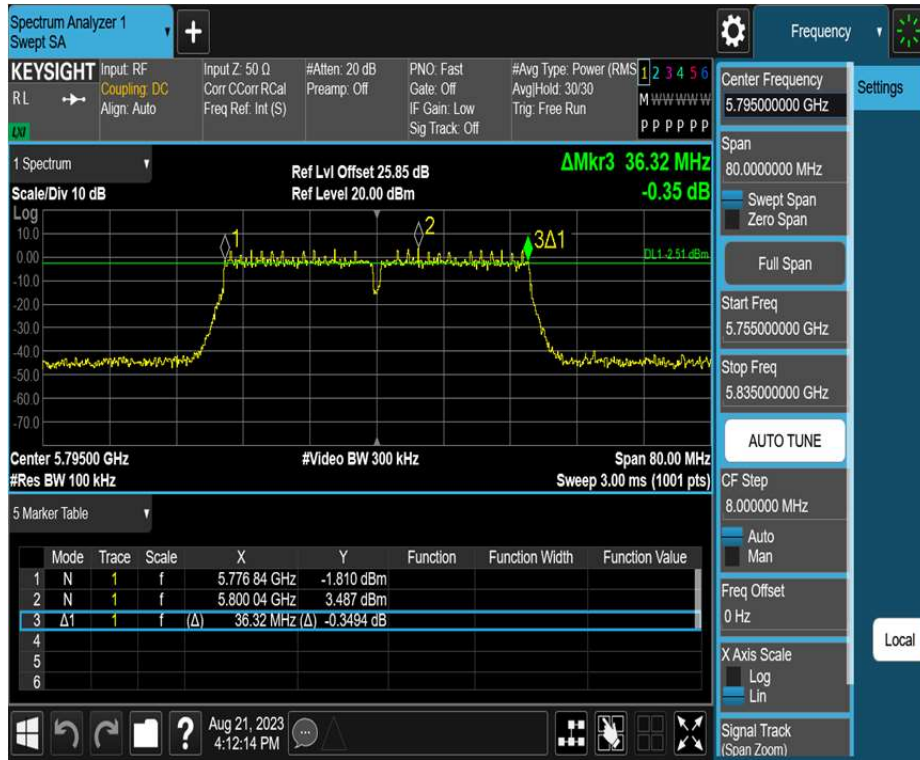 Spectrum Analyzer 1
Swept SA
+
Frequency
KEYSIGHT
RL
LXI
Input: RF
Coupling: DC
Align: Auto
Input Z: 50 Ω
Corr CCorr RCal
Freq Ref: Int (S)
#Atten: 20 dB
Preamp: Off
PNO: Fast
Gate: Off
IF Gain: Low
Sig Track: Off
#Avg Type: Power (RMS
Avg|Hold: 30/30
Trig: Free Run
1 2 3 4 5 6
M W W W W W
P P P P P P
1 Spectrum
Scale/Div 10 dB
Ref Lvl Offset 25.85 dB
Ref Level 20.00 dBm
ΔMkr3 36.32 MHz
-0.35 dB
Log
10.0
0.00
-10.0
-20.0
-30.0
-40.0
-50.0
-60.0
-70.0
1
2
3Δ1
DL1 -2.51 dBm
Center 5.79500 GHz
#Video BW 300 kHz
Span 80.00 MHz
#Res BW 100 kHz
Sweep 3.00 ms (1001 pts)
5 Marker Table
Mode Trace Scale X Y Function Function Width Function Value
1 N 1 f 5.776 84 GHz -1.810 dBm
2 N 1 f 5.800 04 GHz 3.487 dBm
3 Δ1 1 f (Δ) 36.32 MHz (Δ) -0.3494 dB
4
5
6
?
Aug 21, 2023
4:12:14 PM
Center Frequency
5.795000000 GHz
Settings
Span
80.0000000 MHz
Swept Span
Zero Span
Full Span
Start Freq
5.755000000 GHz
Stop Freq
5.835000000 GHz
AUTO TUNE
CF Step
8.000000 MHz
Auto
Man
Freq Offset
0 Hz
Local
X Axis Scale
Log
Lin
Signal Track
(Span Zoom)